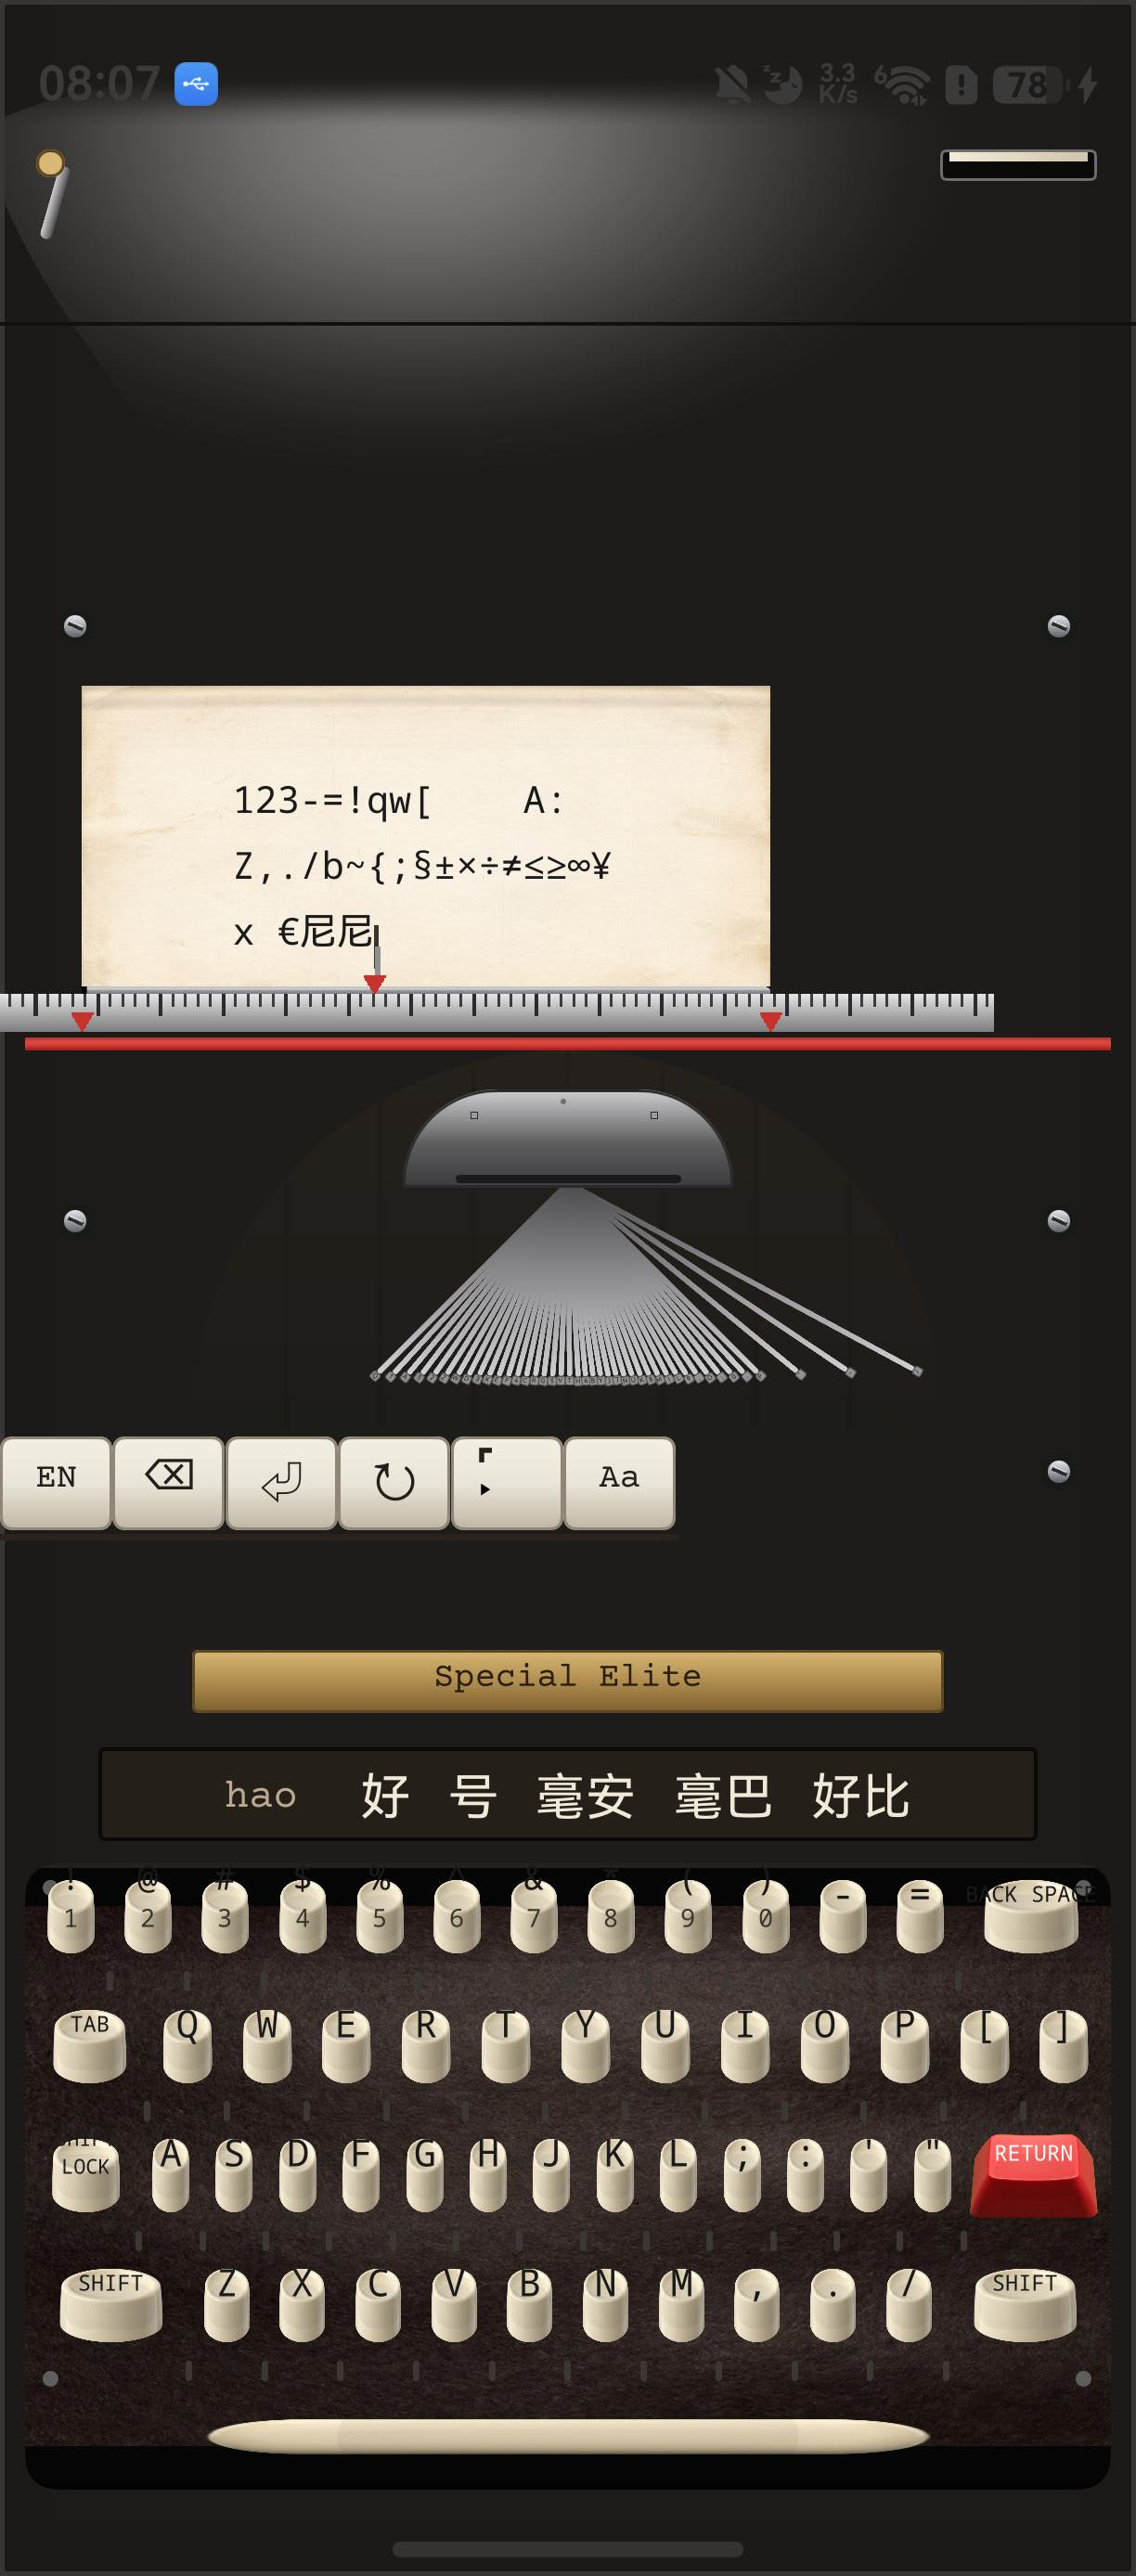 08:07 3.3 K/s 6 78
123-=!qw[    A:
Z,./b~{;§±×÷≠≤≥∞¥
x €尼尼
EN Aa
Special Elite
hao 好 号 毫安 毫巴 好比
! @ # $ % ^ & * ( )
1 2 3 4 5 6 7 8 9 0 - = BACK SPACE
TAB Q W E R T Y U I O P [ ]
SHIFT
LOCK A S D F G H J K L ; : ' " RETURN
SHIFT Z X C V B N M , . / SHIFT